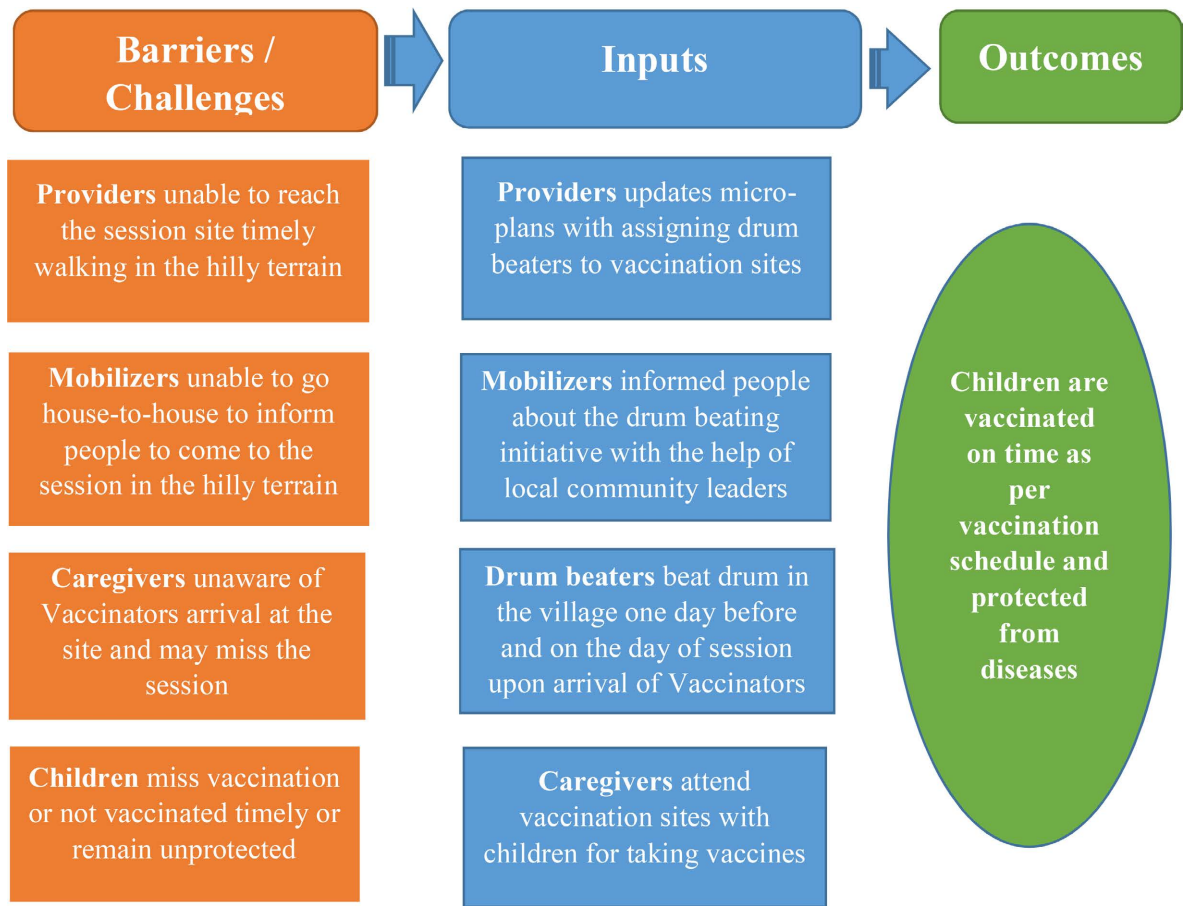 Barriers /
Challenges
Inputs
Outcomes
Providers unable to reach
the session site timely
walking in the hilly terrain
Providers updates micro-
plans with assigning drum
beaters to vaccination sites
Mobilizers unable to go
house-to-house to inform
people to come to the
session in the hilly terrain
Mobilizers informed people
about the drum beating
initiative with the help of
local community leaders
Caregivers unaware of
Vaccinators arrival at the
site and may miss the
session
Drum beaters beat drum in
the village one day before
and on the day of session
upon arrival of Vaccinators
Children miss vaccination
or not vaccinated timely or
remain unprotected
Caregivers attend
vaccination sites with
children for taking vaccines
Children are
vaccinated
on time as
per
vaccination
schedule and
protected
from
diseases